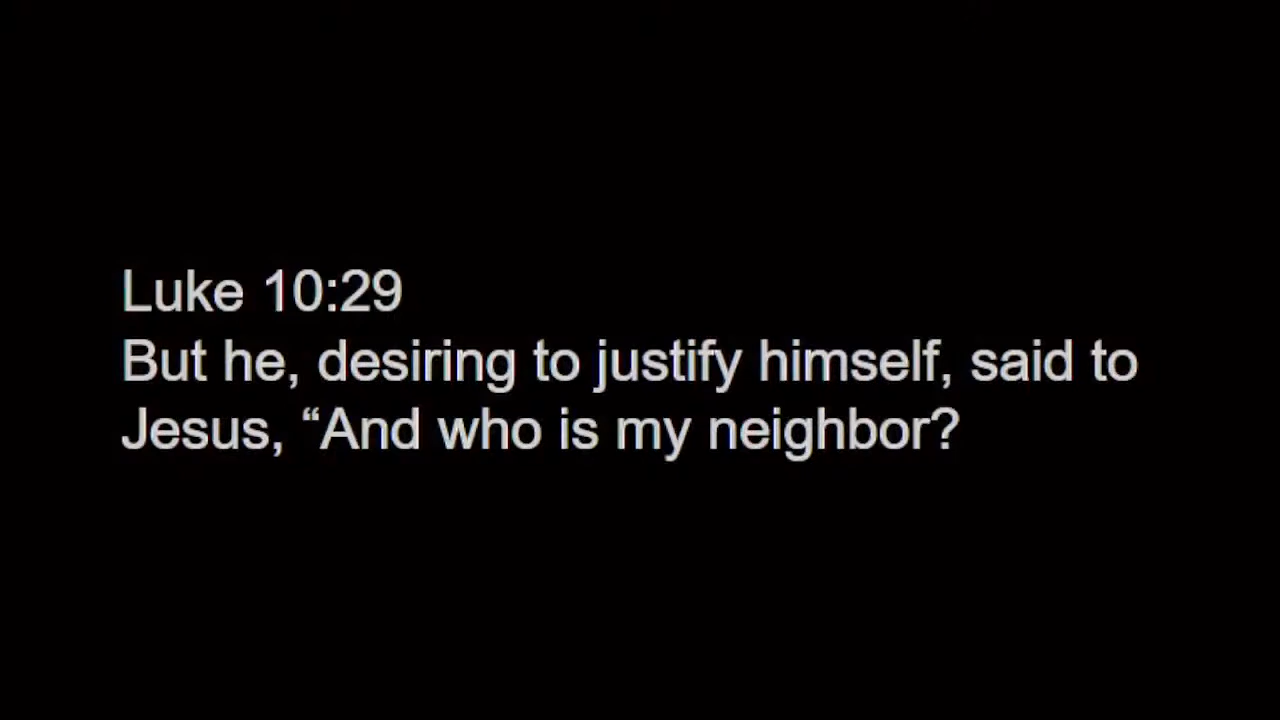 Luke 10:29
But he, desiring to justify himself, said to
Jesus, “And who is my neighbor?